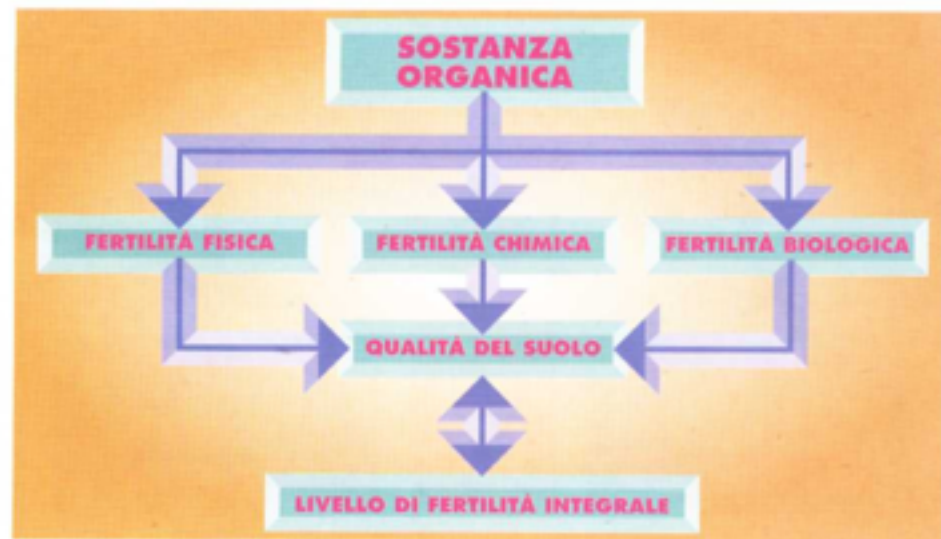 SOSTANZA
ORGANICA
FERTILITÀ FISICA
FERTILITÀ CHIMICA
FERTILITÀ BIOLOGICA
QUALITÀ DEL SUOLO
LIVELLO DI FERTILITÀ INTEGRALE